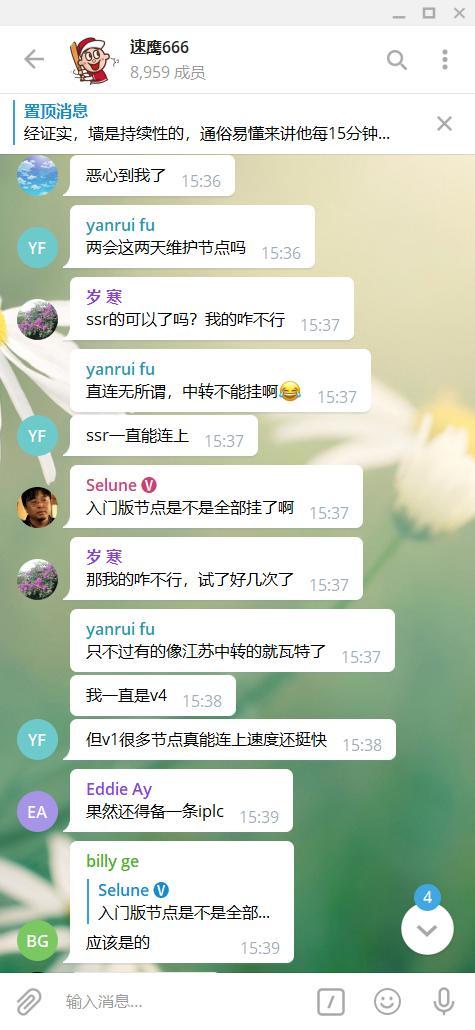 速鹰666
8,959 成员
置顶消息
经证实，墙是持续性的，通俗易懂来讲他每15分钟...
恶心到我了 15:36
yanrui fu
YF
两会这两天维护节点吗 15:36
岁 寒
ssr的可以了吗？我的咋不行 15:37
yanrui fu
直连无所谓，中转不能挂啊😂 15:37
YF
ssr一直能连上 15:37
Selune V
入门版节点是不是全部挂了啊 15:37
岁 寒
那我的咋不行，试了好几次了 15:37
yanrui fu
只不过有的像江苏中转的就瓦特了 15:37
我一直是v4 15:38
YF
但v1很多节点真能连上速度还挺快 15:38
Eddie Ay
EA
果然还得备一条iplc 15:39
billy ge
Selune V
入门版节点是不是全部...
BG
应该是的 15:39
4
输入消息...